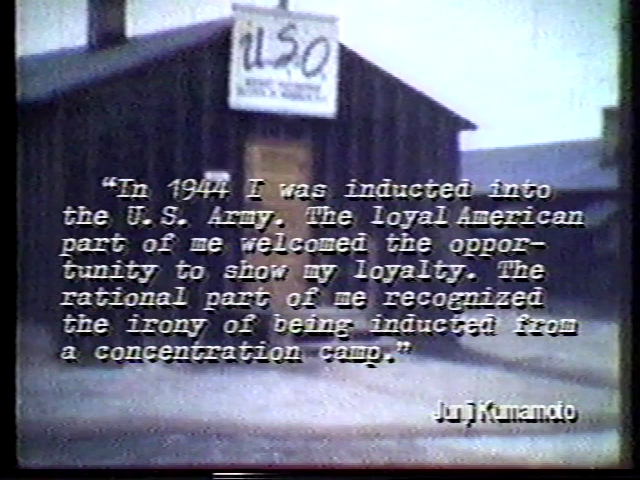 U.S.O.
“In 1944 I was inducted into
the U.S. Army. The loyal American
part of me welcomed the oppor-
tunity to show my loyalty. The
rational part of me recognized
the irony of being inducted from
a concentration camp.”
Junji Kumamoto